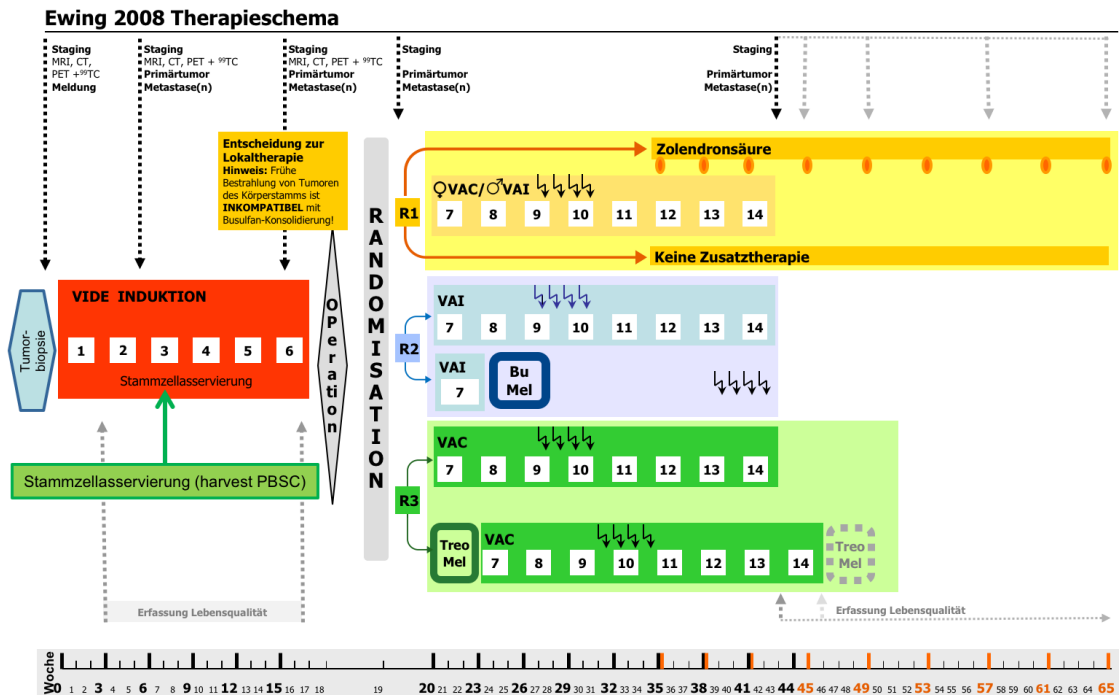 Ewing 2008 Therapieschema
Staging
MRI, CT,
PET +⁹⁹TC
Meldung
Staging
MRI, CT, PET + ⁹⁹TC
Primärtumor
Metastase(n)
Staging
MRI, CT, PET + ⁹⁹TC
Primärtumor
Metastase(n)
Staging
Primärtumor
Metastase(n)
Staging
Primärtumor
Metastase(n)
Entscheidung zur
Lokaltherapie
Hinweis: Frühe
Bestrahlung von Tumoren
des Körperstamms ist
INKOMPATIBEL mit
Busulfan-Konsolidierung!
Tumor-
biopsie
VIDE INDUKTION
1 2 3 4 5 6
Stammzellasservierung
Stammzellasservierung (harvest PBSC)
Erfassung Lebensqualität
OPeration
RANDOMISATION
R1
Zolendronsäure
♀VAC/♂VAI
7 8 9 10 11 12 13 14
Keine Zusatztherapie
R2
VAI
7 8 9 10 11 12 13 14
VAI
7
Bu
Mel
R3
VAC
7 8 9 10 11 12 13 14
Treo
Mel
VAC
7 8 9 10 11 12 13 14
Treo
Mel
Erfassung Lebensqualität
Woche
0 1 2 3 4 5 6 7 8 9 10 11 12 13 14 15 16 17 18 19 20 21 22 23 24 25 26 27 28 29 30 31 32 33 34 35 36 37 38 39 40 41 42 43 44 45 46 47 48 49 50 51 52 53 54 55 56 57 58 59 60 61 62 63 64 65